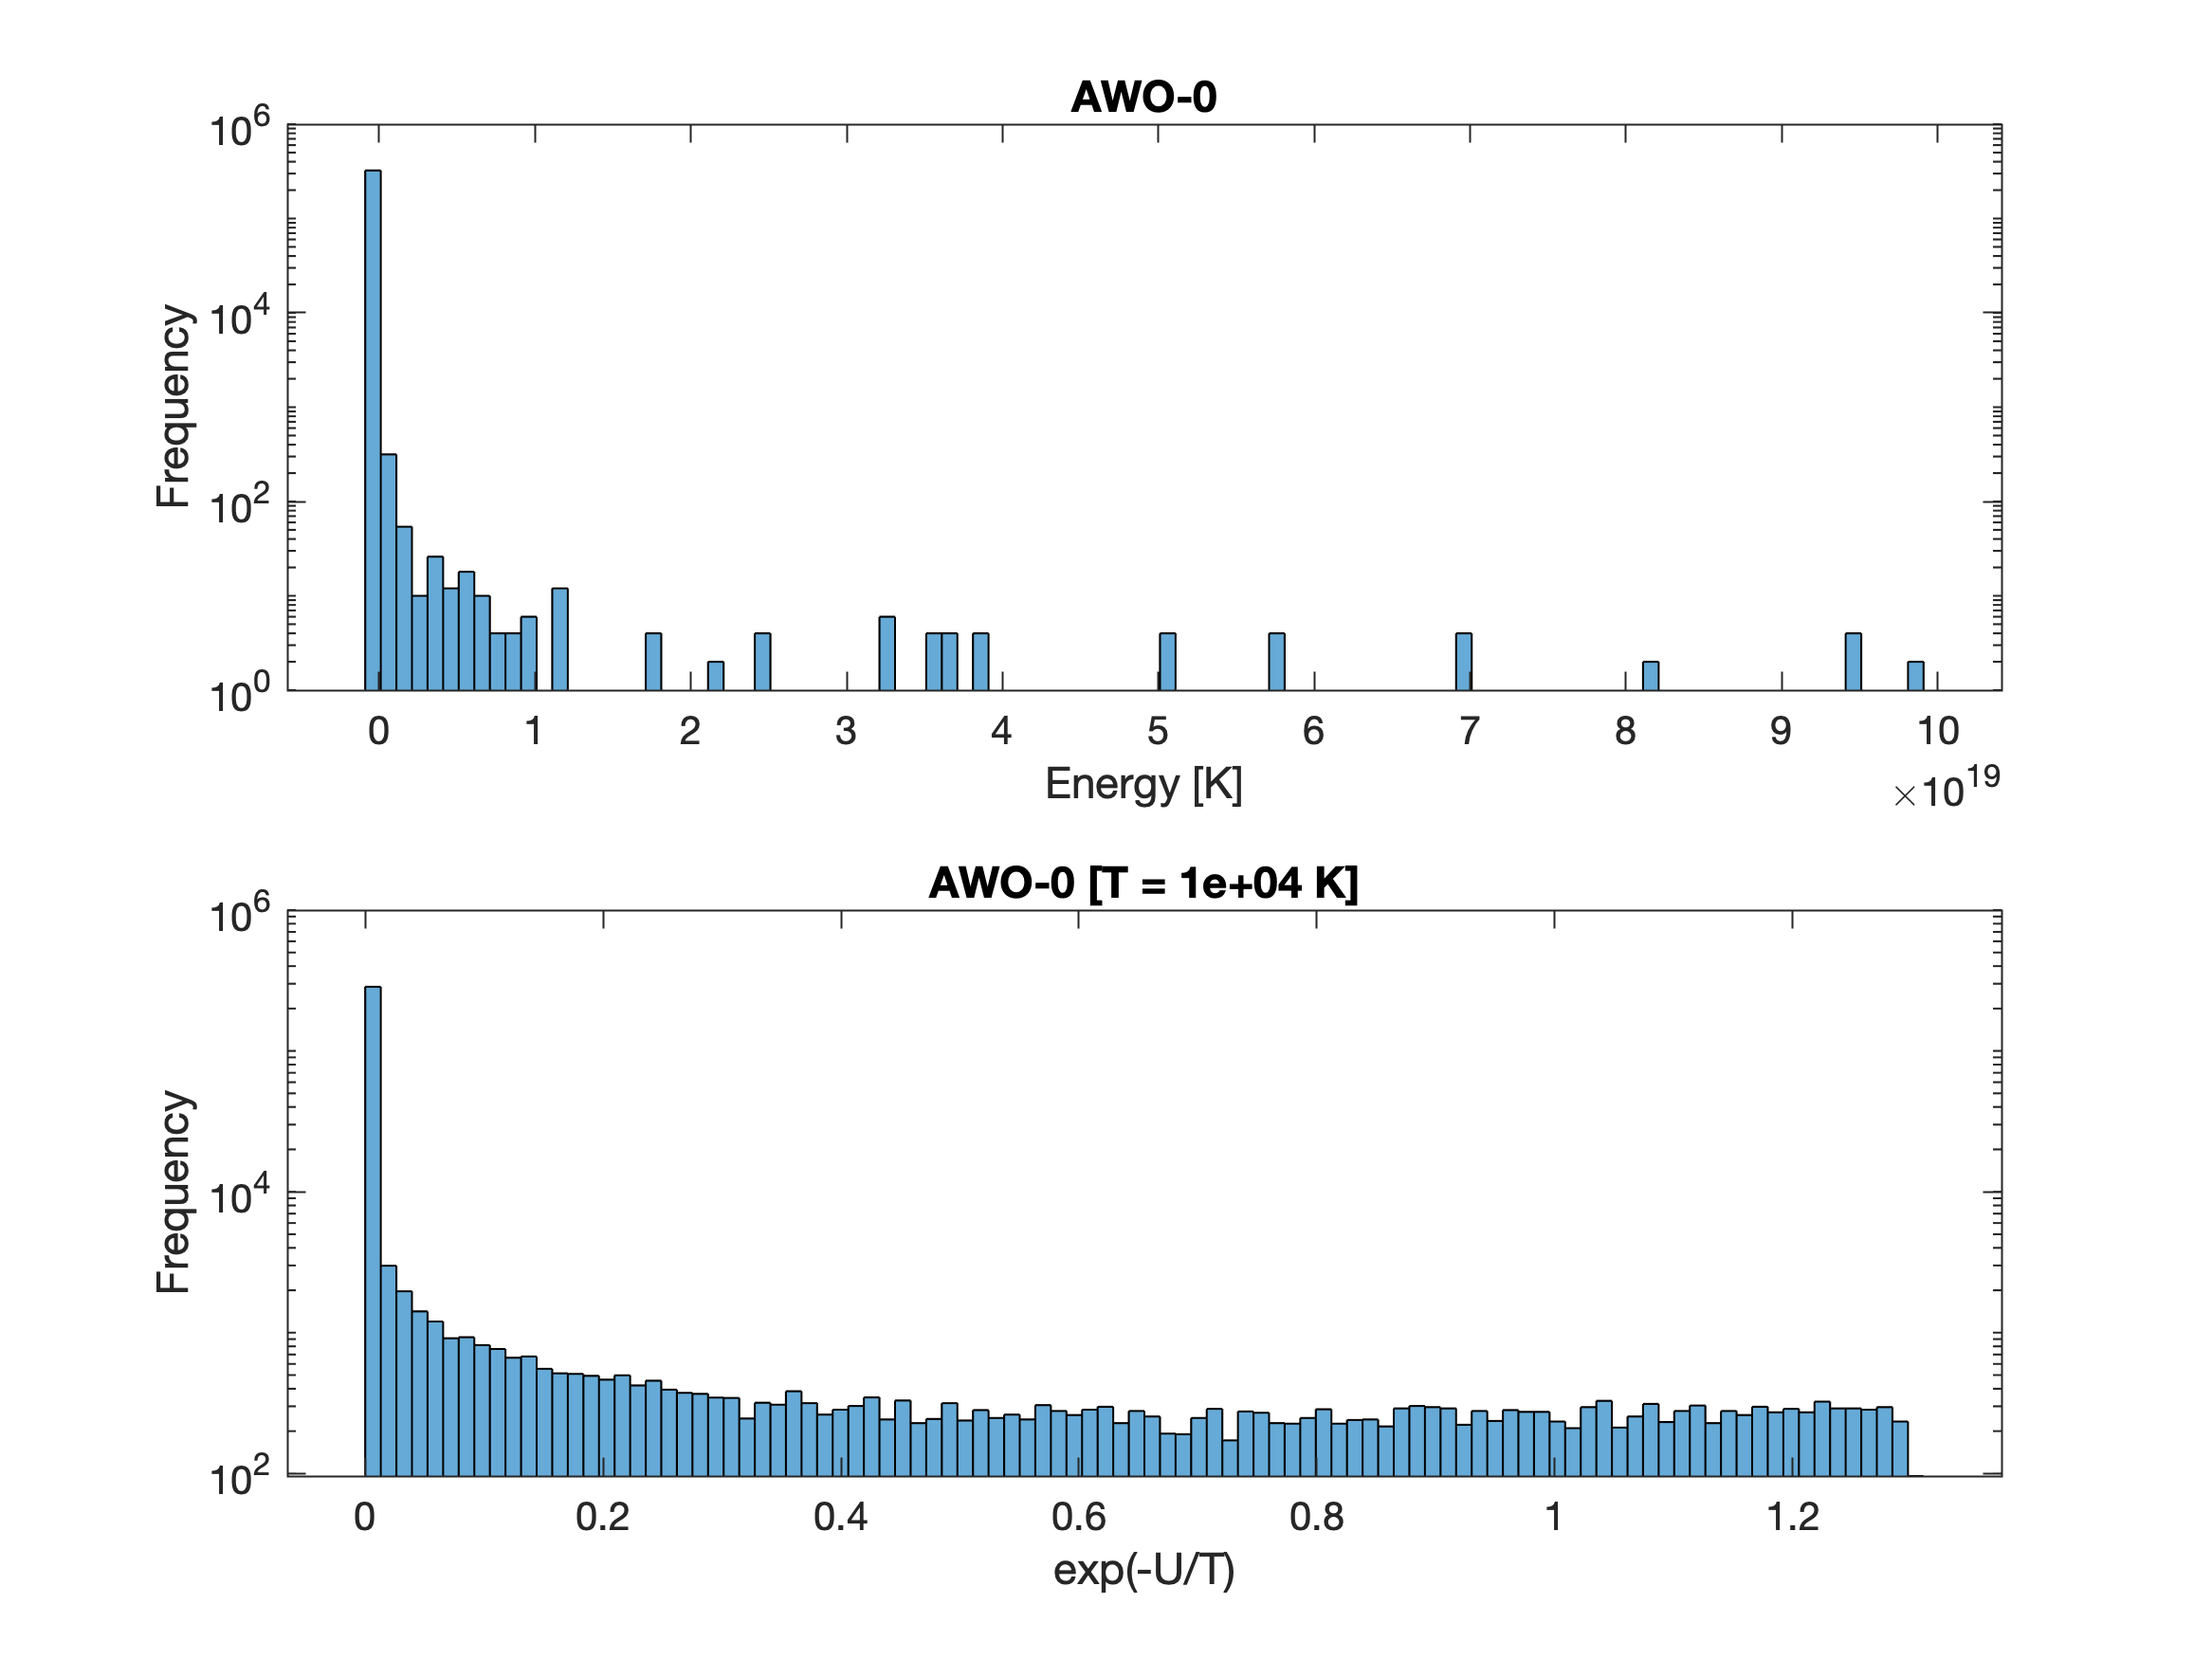 AWO-0
10^6
10^4
10^2
10^0
Frequency
0 1 2 3 4 5 6 7 8 9 10
Energy [K]
×10^19
AWO-0 [T = 1e+04 K]
10^6
10^4
10^2
Frequency
0 0.2 0.4 0.6 0.8 1 1.2
exp(-U/T)